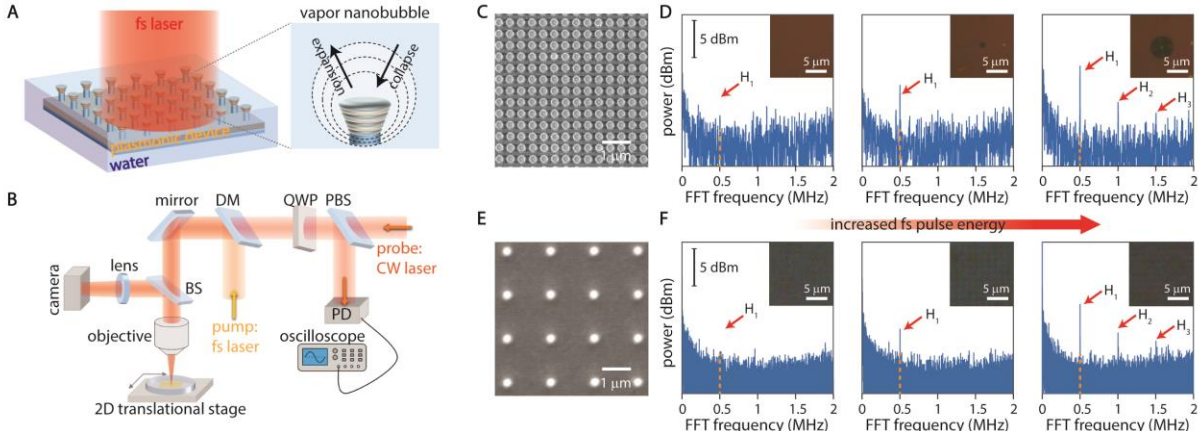 A
fs laser
plasmonic device
water
vapor nanobubble
expansion
collapse
B
mirror
DM
QWP
PBS
probe:
CW laser
lens
BS
camera
objective
pump:
fs laser
PD
oscilloscope
2D translational stage
C
1 μm
D
power (dBm)
5 dBm
H1
5 μm
0
0.5
1
1.5
2
FFT frequency (MHz)
H1
5 μm
0
0.5
1
1.5
2
FFT frequency (MHz)
H1
H2
H3
5 μm
0
0.5
1
1.5
2
FFT frequency (MHz)
increased fs pulse energy
E
1 μm
F
power (dBm)
5 dBm
H1
5 μm
0
0.5
1
1.5
2
FFT frequency (MHz)
H1
5 μm
0
0.5
1
1.5
2
FFT frequency (MHz)
H1
H2
H3
5 μm
0
0.5
1
1.5
2
FFT frequency (MHz)